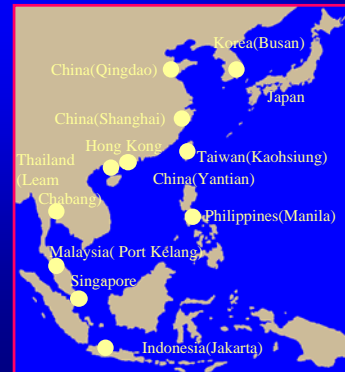 Korea(Busan)
China(Qingdao)
Japan
China(Shanghai)
Hong Kong
Thailand
(Leam
Chabang)
Taiwan(Kaohsiung)
China(Yantian)
Philippines(Manila)
Malaysia( Port Kélang)
Singapore
Indonesia(Jakarta)